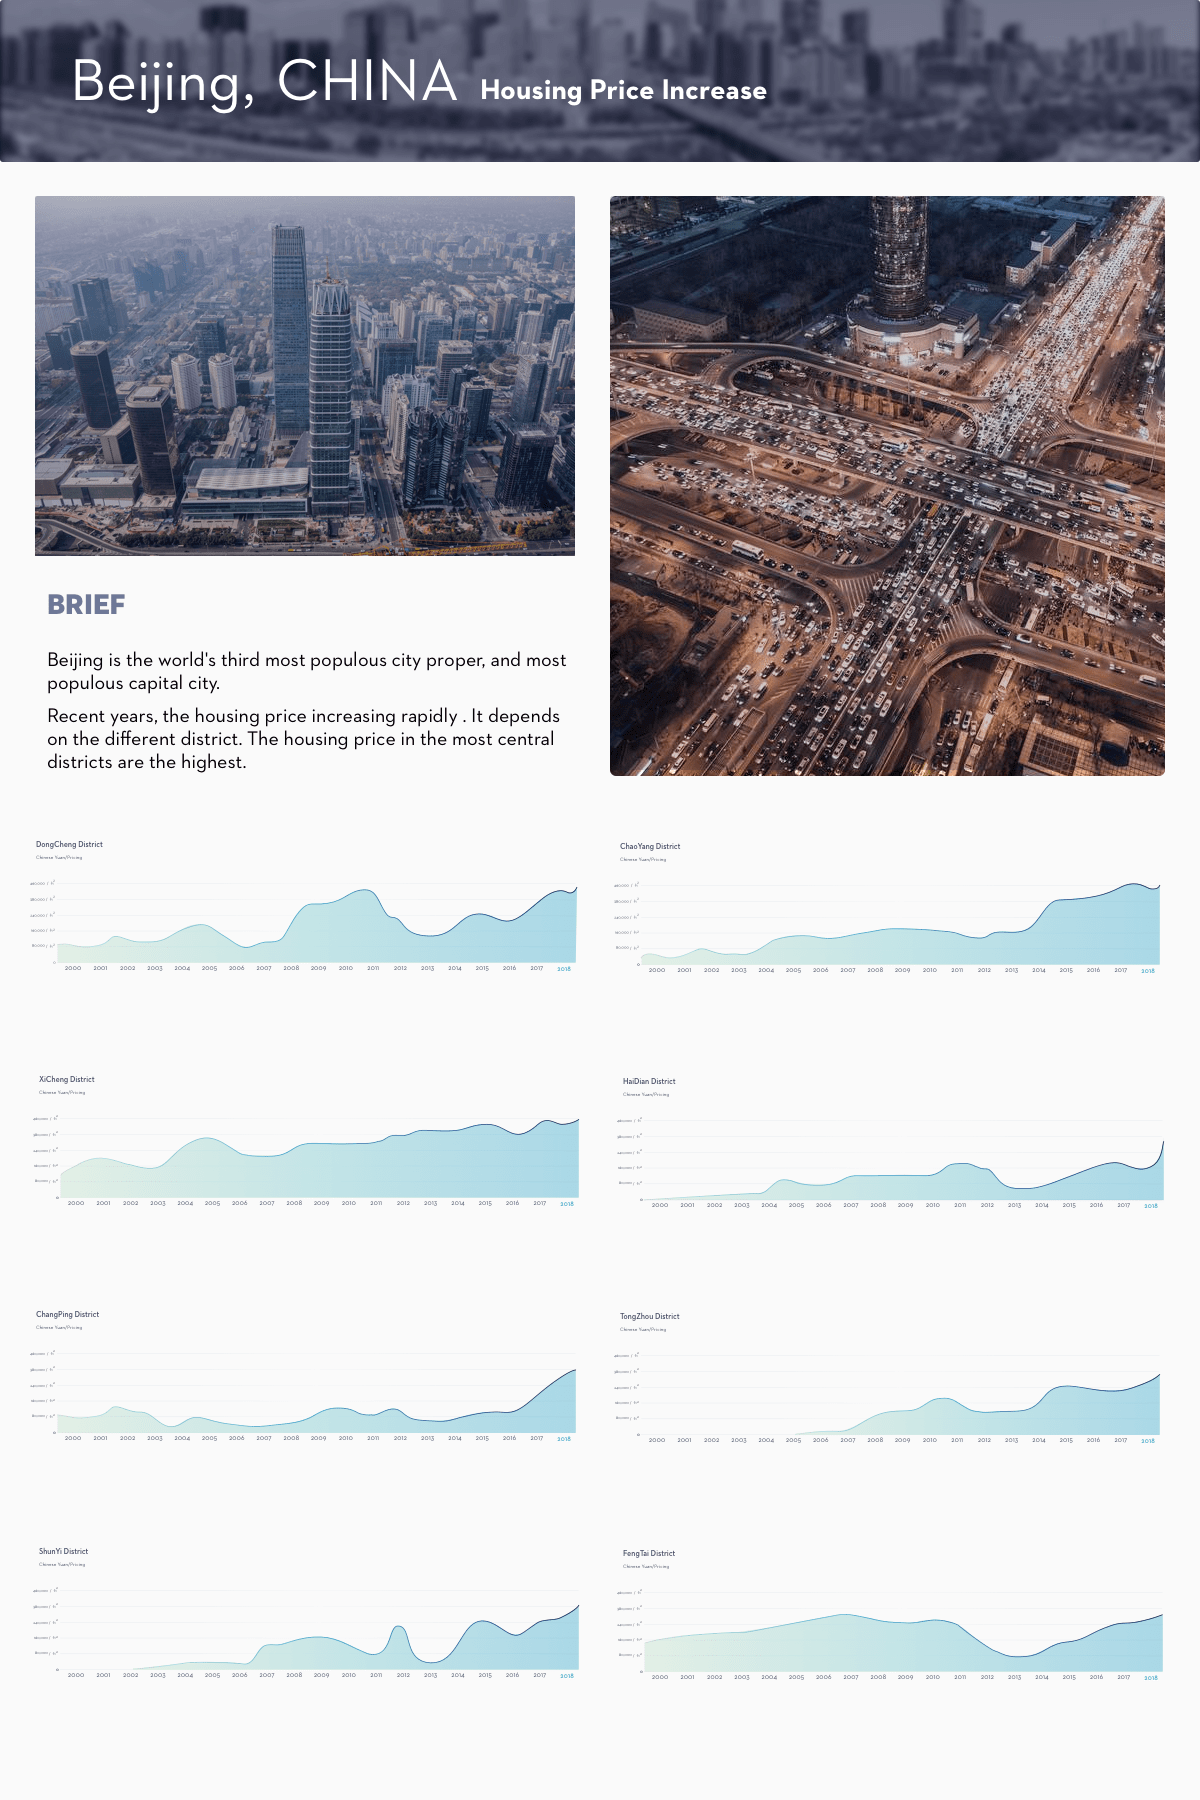 Beijing, CHINA Housing Price Increase
BRIEF
Beijing is the world's third most populous city proper, and most
populous capital city.
Recent years, the housing price increasing rapidly . It depends
on the different district. The housing price in the most central
districts are the highest.
DongCheng District
Chinese Yuan/Pricing
0
2000 2001 2002 2003 2004 2005 2006 2007 2008 2009 2010 2011 2012 2013 2014 2015 2016 2017 2018
ChaoYang District
Chinese Yuan/Pricing
0
2000 2001 2002 2003 2004 2005 2006 2007 2008 2009 2010 2011 2012 2013 2014 2015 2016 2017 2018
XiCheng District
Chinese Yuan/Pricing
0
2000 2001 2002 2003 2004 2005 2006 2007 2008 2009 2010 2011 2012 2013 2014 2015 2016 2017 2018
HaiDian District
Chinese Yuan/Pricing
0
2000 2001 2002 2003 2004 2005 2006 2007 2008 2009 2010 2011 2012 2013 2014 2015 2016 2017 2018
ChangPing District
Chinese Yuan/Pricing
0
2000 2001 2002 2003 2004 2005 2006 2007 2008 2009 2010 2011 2012 2013 2014 2015 2016 2017 2018
TongZhou District
Chinese Yuan/Pricing
0
2000 2001 2002 2003 2004 2005 2006 2007 2008 2009 2010 2011 2012 2013 2014 2015 2016 2017 2018
ShunYi District
Chinese Yuan/Pricing
0
2000 2001 2002 2003 2004 2005 2006 2007 2008 2009 2010 2011 2012 2013 2014 2015 2016 2017 2018
FengTai District
Chinese Yuan/Pricing
0
2000 2001 2002 2003 2004 2005 2006 2007 2008 2009 2010 2011 2012 2013 2014 2015 2016 2017 2018